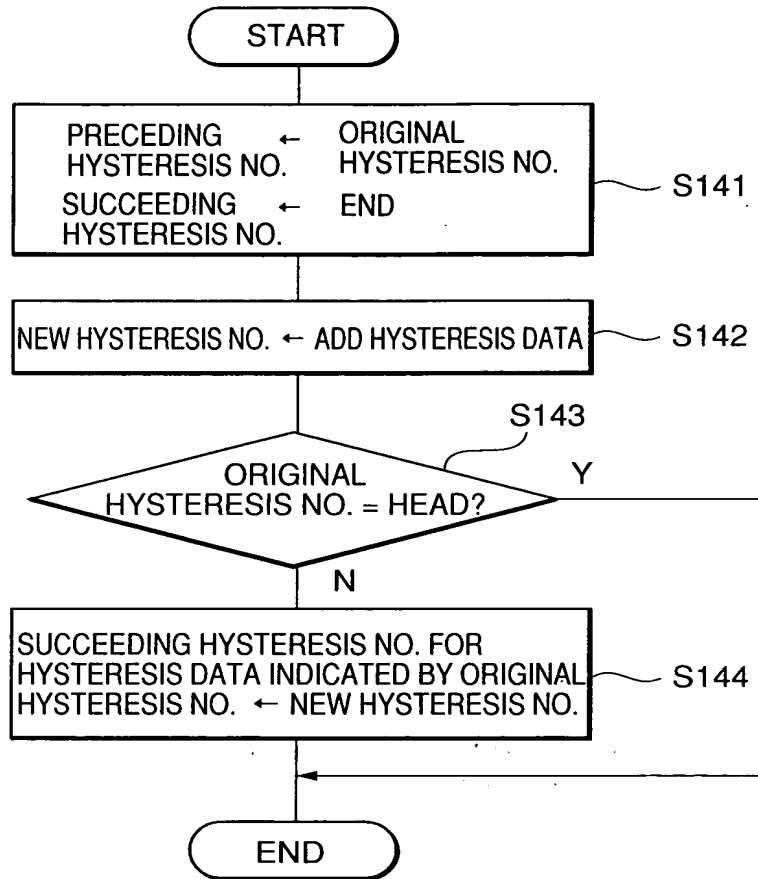 START
PRECEDING ← ORIGINAL
HYSTERESIS NO. HYSTERESIS NO.
SUCCEEDING ← END
HYSTERESIS NO.
S141
NEW HYSTERESIS NO. ← ADD HYSTERESIS DATA
S142
S143
ORIGINAL
HYSTERESIS NO. = HEAD?
Y
N
SUCCEEDING HYSTERESIS NO. FOR
HYSTERESIS DATA INDICATED BY ORIGINAL
HYSTERESIS NO. ← NEW HYSTERESIS NO.
S144
END